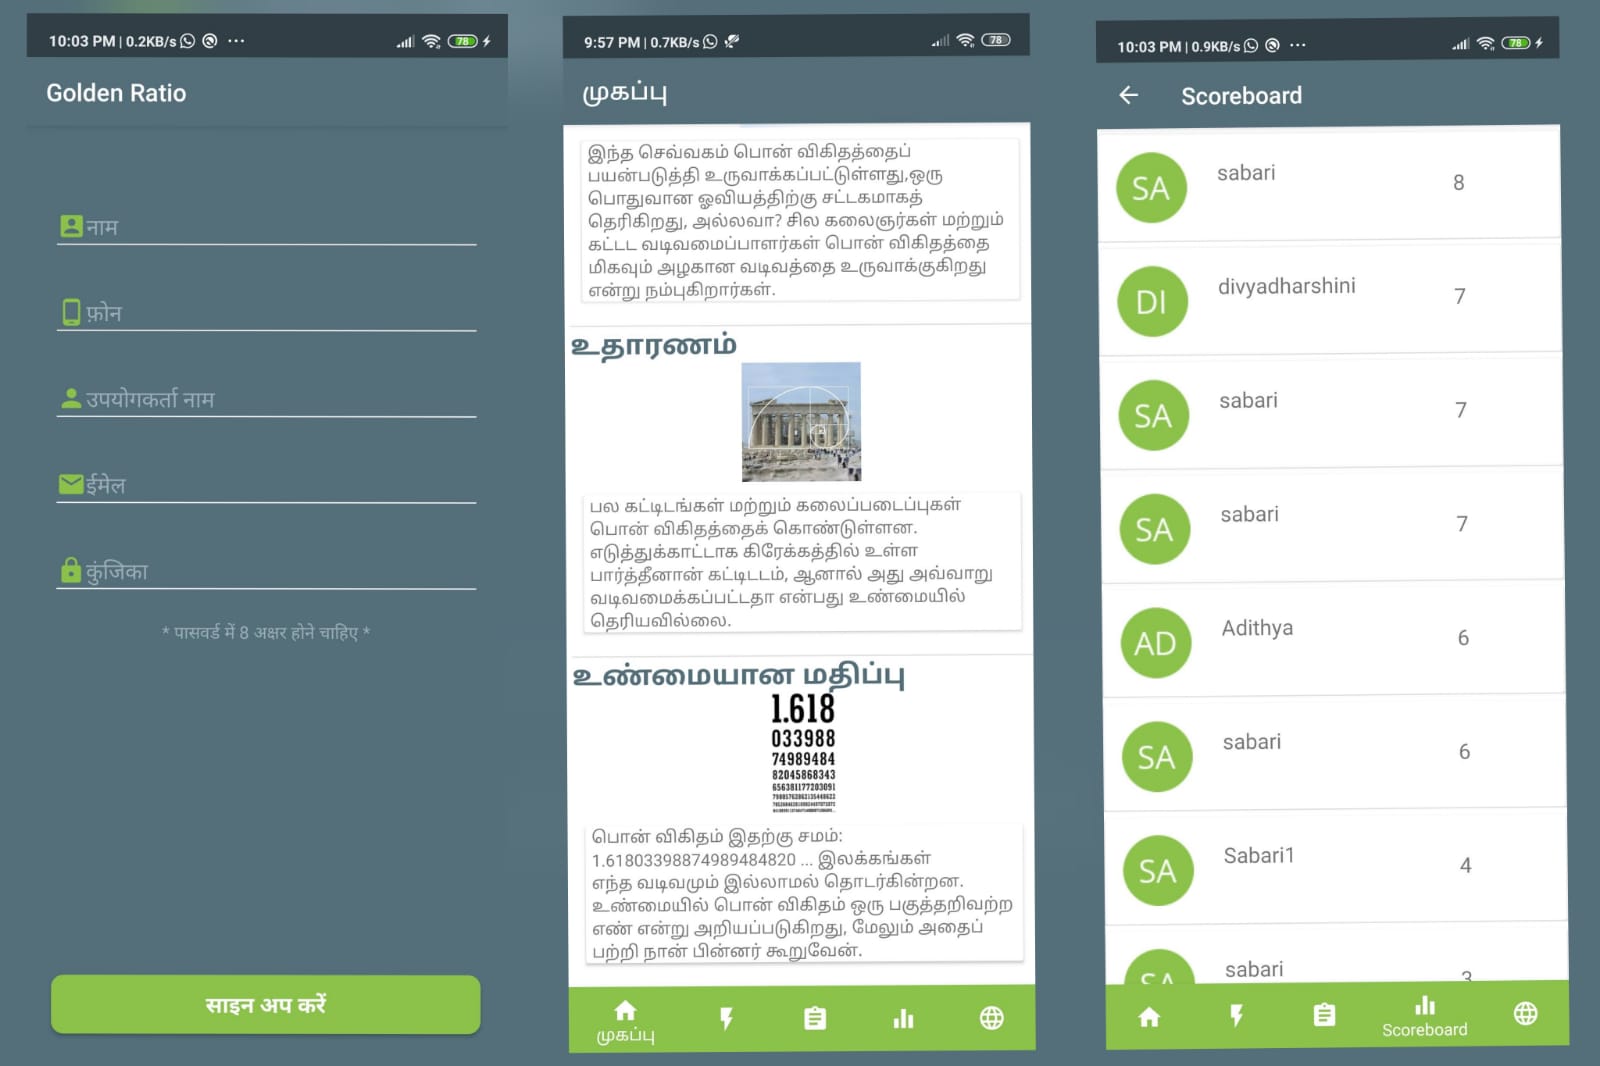 10:03 PM | 0.2KB/s ...
78
Golden Ratio
नाम
फ़ोन
उपयोगकर्ता नाम
ईमेल
कुंजिका
* पासवर्ड में 8 अक्षर होने चाहिए *
साइन अप करें
9:57 PM | 0.7KB/s
78
முகப்பு
இந்த செவ்வகம் பொன் விகிதத்தைப்
பயன்படுத்தி உருவாக்கப்பட்டுள்ளது,ஒரு
பொதுவான ஓவியத்திற்கு சட்டகமாகத்
தெரிகிறது, அல்லவா? சில கலைஞர்கள் மற்றும்
கட்டட வடிவமைப்பாளர்கள் பொன் விகிதத்தை
மிகவும் அழகான வடிவத்தை உருவாக்குகிறது
என்று நம்புகிறார்கள்.
உதாரணம்
பல கட்டிடங்கள் மற்றும் கலைப்படைப்புகள்
பொன் விகிதத்தைக் கொண்டுள்ளன.
எடுத்துக்காட்டாக கிரேக்கத்தில் உள்ள
பார்த்தீனான் கட்டிடடம், ஆனால் அது அவ்வாறு
வடிவமைக்கப்பட்டதா என்பது உண்மையில்
தெரியவில்லை.
உண்மையான மதிப்பு
1.618
033988
74989484
82045868343
656381177203091
பொன் விகிதம் இதற்கு சமம்:
1.61803398874989484820 ... இலக்கங்கள்
எந்த வடிவமும் இல்லாமல் தொடர்கின்றன.
உண்மையில் பொன் விகிதம் ஒரு பகுத்தறிவற்ற
எண் என்று அறியப்படுகிறது, மேலும் அதைப்
பற்றி நான் பின்னர் கூறுவேன்.
முகப்பு
10:03 PM | 0.9KB/s ...
78
Scoreboard
SA sabari 8
DI divyadharshini 7
SA sabari 7
SA sabari 7
AD Adithya 6
SA sabari 6
SA Sabari1 4
SA sabari 3
Scoreboard